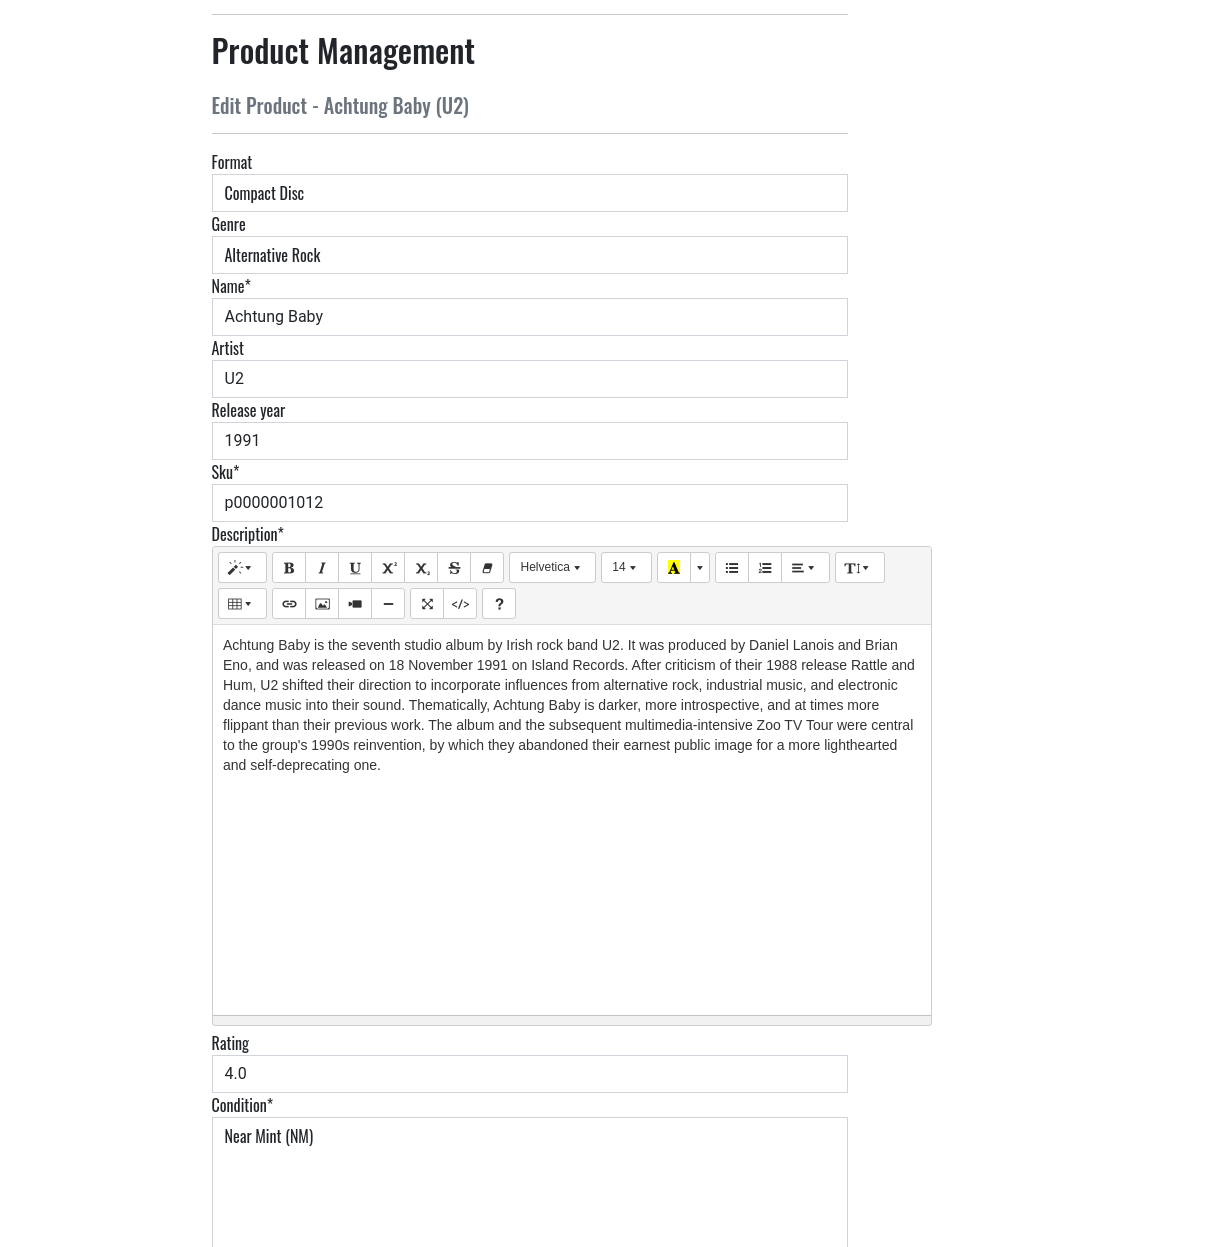 Product Management
Edit Product - Achtung Baby (U2)
Format
Compact Disc
Genre
Alternative Rock
Name*
Achtung Baby
Artist
U2
Release year
1991
Sku*
p0000001012
Description*
B I U X² X₂ S Helvetica 14 A T
</> ?
Achtung Baby is the seventh studio album by Irish rock band U2. It was produced by Daniel Lanois and Brian
Eno, and was released on 18 November 1991 on Island Records. After criticism of their 1988 release Rattle and
Hum, U2 shifted their direction to incorporate influences from alternative rock, industrial music, and electronic
dance music into their sound. Thematically, Achtung Baby is darker, more introspective, and at times more
flippant than their previous work. The album and the subsequent multimedia-intensive Zoo TV Tour were central
to the group's 1990s reinvention, by which they abandoned their earnest public image for a more lighthearted
and self-deprecating one.
Rating
4.0
Condition*
Near Mint (NM)